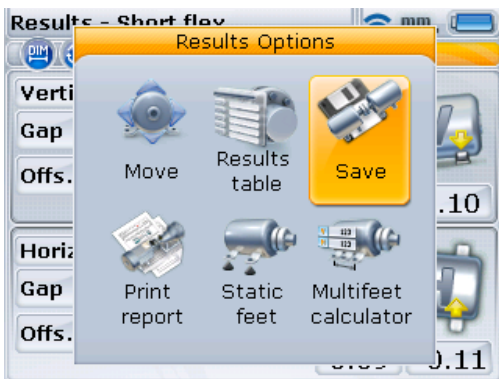 Results - Short flex
mm
Results Options
DIM
Verti
Gap
Offs.
Move
Results
table
Save
.10
Horiz
Gap
Offs.
Print
report
Static
feet
Multifeet
calculator
0.11